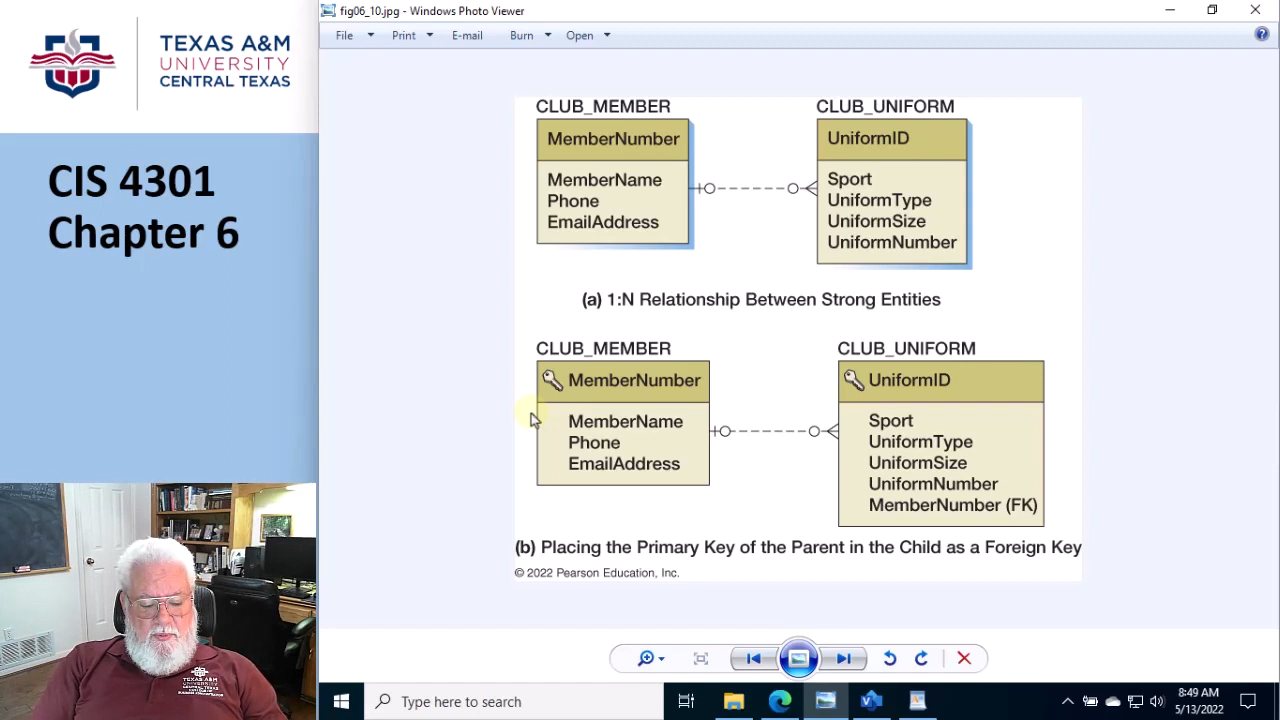 TEXAS A&M
UNIVERSITY
CENTRAL TEXAS
CIS 4301
Chapter 6
fig06_10.jpg - Windows Photo Viewer
File Print E-mail Burn Open
CLUB_MEMBER
MemberNumber
MemberName
Phone
EmailAddress
CLUB_UNIFORM
UniformID
Sport
UniformType
UniformSize
UniformNumber
(a) 1:N Relationship Between Strong Entities
CLUB_MEMBER
MemberNumber
MemberName
Phone
EmailAddress
CLUB_UNIFORM
UniformID
Sport
UniformType
UniformSize
UniformNumber
MemberNumber (FK)
(b) Placing the Primary Key of the Parent in the Child as a Foreign Key
© 2022 Pearson Education, Inc.
Type here to search
8:49 AM
5/13/2022